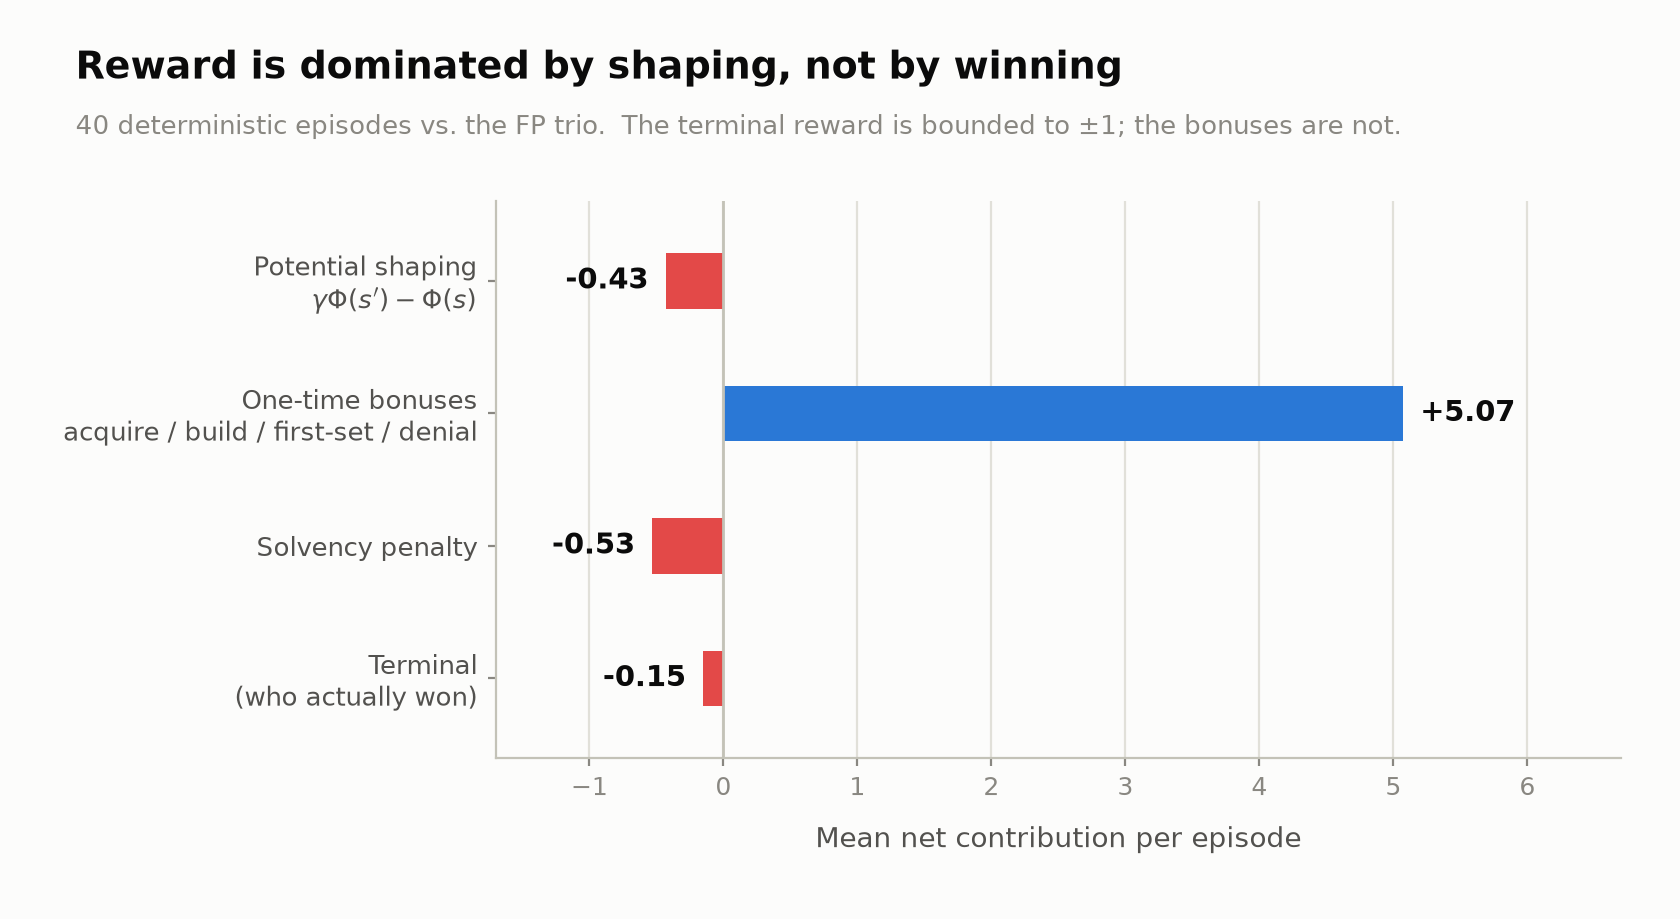 Reward is dominated by shaping, not by winning
40 deterministic episodes vs. the FP trio.  The terminal reward is bounded to ±1; the bonuses are not.
Potential shaping
γΦ(s′) − Φ(s)
-0.43
One-time bonuses
acquire / build / first-set / denial
+5.07
Solvency penalty
-0.53
Terminal
(who actually won)
-0.15
−1 0 1 2 3 4 5 6
Mean net contribution per episode